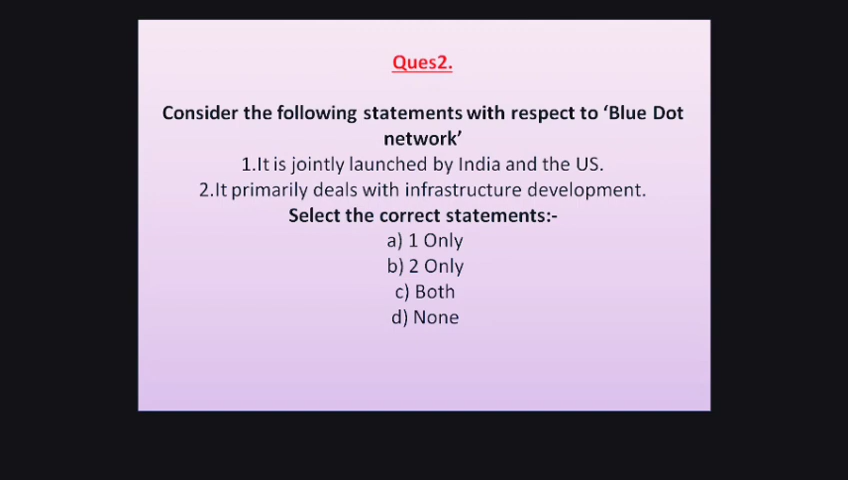 Ques2.
Consider the following statements with respect to ‘Blue Dot
network’
1.It is jointly launched by India and the US.
2.It primarily deals with infrastructure development.
Select the correct statements:-
a) 1 Only
b) 2 Only
c) Both
d) None